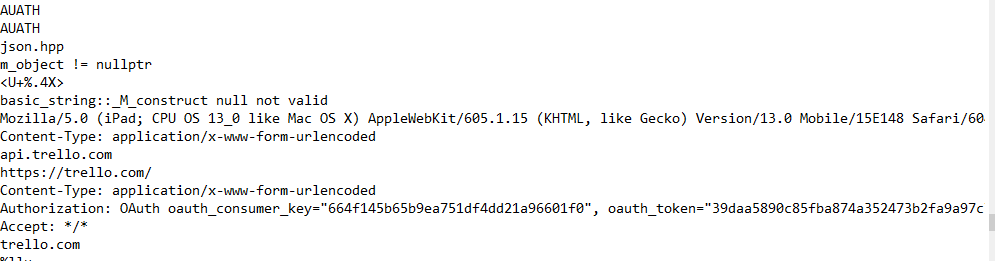 AUATH
AUATH
json.hpp
m_object != nullptr
<U+%.4X>
basic_string::_M_construct null not valid
Mozilla/5.0 (iPad; CPU OS 13_0 like Mac OS X) AppleWebKit/605.1.15 (KHTML, like Gecko) Version/13.0 Mobile/15E148 Safari/60
Content-Type: application/x-www-form-urlencoded
api.trello.com
https://trello.com/
Content-Type: application/x-www-form-urlencoded
Authorization: OAuth oauth_consumer_key="664f145b65b9ea751df4dd21a96601f0", oauth_token="39daa5890c85fba874a352473b2fa9a97c
Accept: */*
trello.com